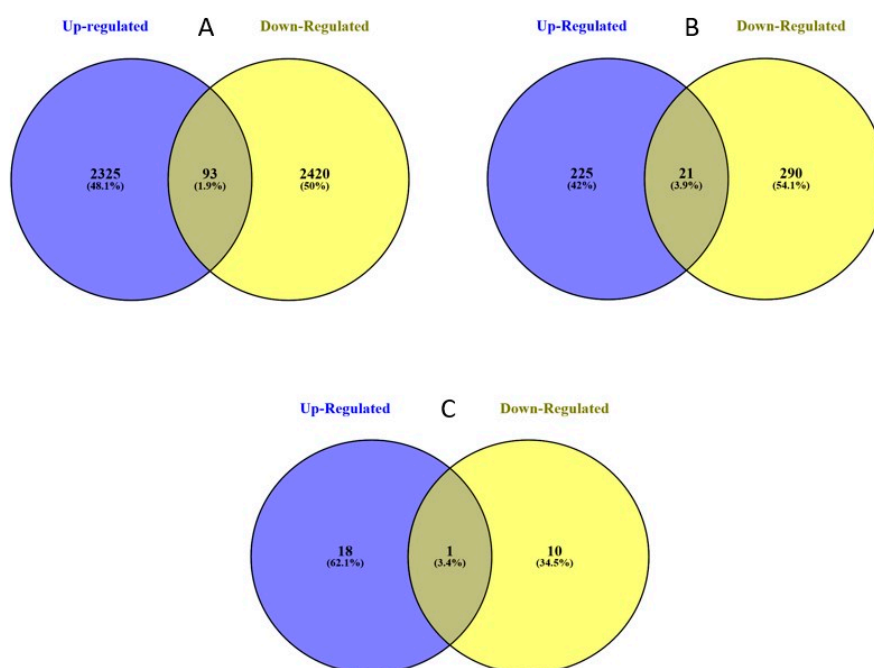 Up-regulated A Down-Regulated
2325 93 2420
(48.1%) (1.9%) (50%)
Up-Regulated B Down-Regulated
225 21 290
(42%) (3.9%) (54.1%)
Up-Regulated C Down-Regulated
18 1 10
(62.1%) (3.4%) (34.5%)